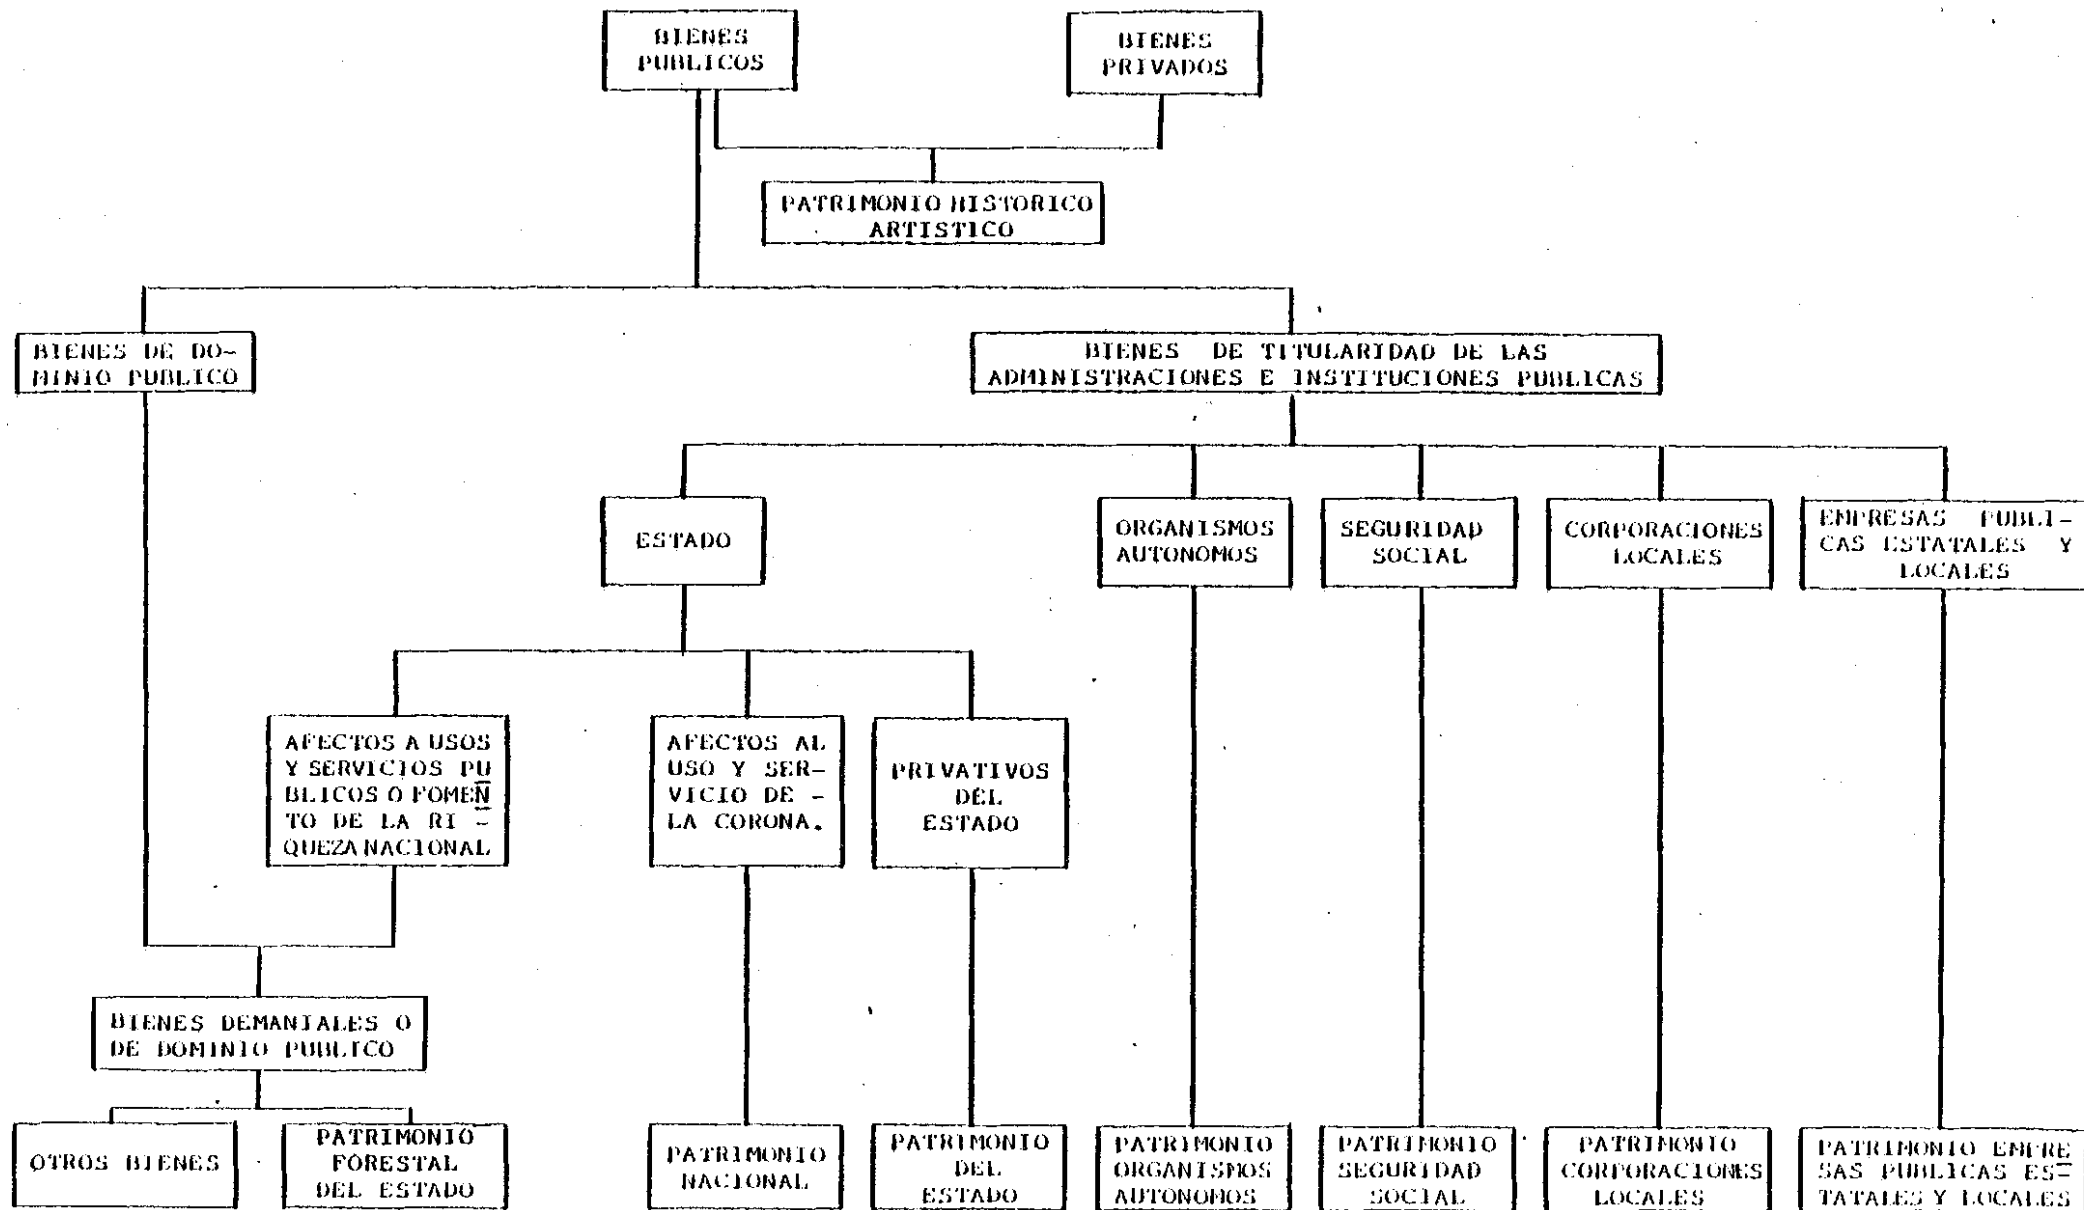 BIENES
PUBLICOS
BIENES
PRIVADOS
PATRIMONIO HISTORICO
ARTISTICO
BIENES DE DO-
MINIO PUBLICO
BIENES DE TITULARIDAD DE LAS
ADMINISTRACIONES E INSTITUCIONES PUBLICAS
ESTADO
ORGANISMOS
AUTONOMOS
SEGURIDAD
SOCIAL
CORPORACIONES
LOCALES
EMPRESAS PUBLI-
CAS ESTATALES Y
LOCALES
AFECTOS A USOS
Y SERVICIOS PU
BLICOS O FOMEN
TO DE LA RI -
QUEZA NACIONAL
AFECTOS AL
USO Y SER-
VICIO DE -
LA CORONA.
PRIVATIVOS
DEL
ESTADO
BIENES DEMANIALES O
DE DOMINIO PUBLICO
OTROS BIENES
PATRIMONIO
FORESTAL
DEL ESTADO
PATRIMONIO
NACIONAL
PATRIMONIO
DEL
ESTADO
PATRIMONIO
ORGANISMOS
AUTONOMOS
PATRIMONIO
SEGURIDAD
SOCIAL
PATRIMONIO
CORPORACIONES
LOCALES
PATRIMONIO EMPRE
SAS PUBLICAS ES-
TATALES Y LOCALES